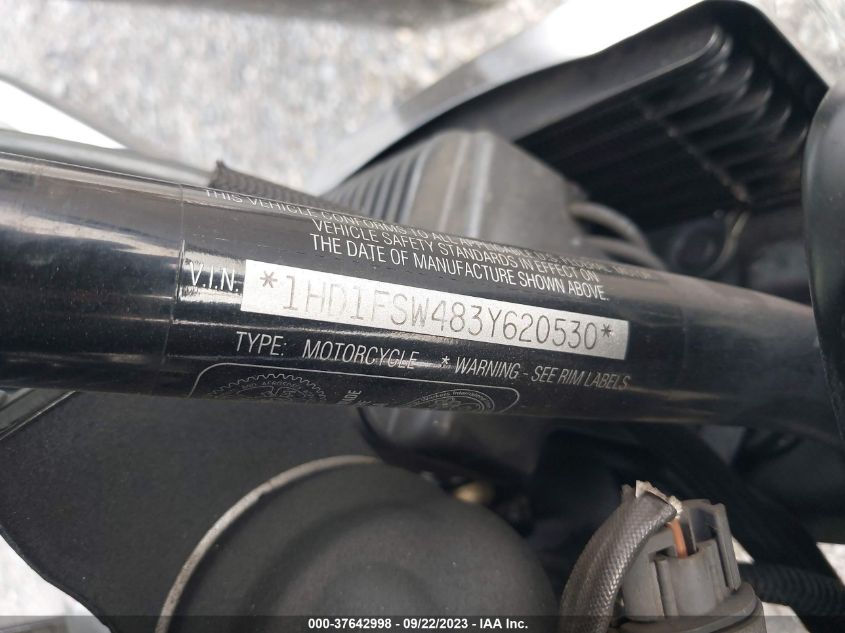 THIS VEHICLE CONFORMS TO ALL
VEHICLE SAFETY STANDARDS IN EFFECT ON
THE DATE OF MANUFACTURE SHOWN ABOVE.
V.I.N. *1HD1FSW483Y620530*
TYPE: MOTORCYCLE * WARNING - SEE RIM LABELS
000-37642998 - 09/22/2023 - IAA Inc.